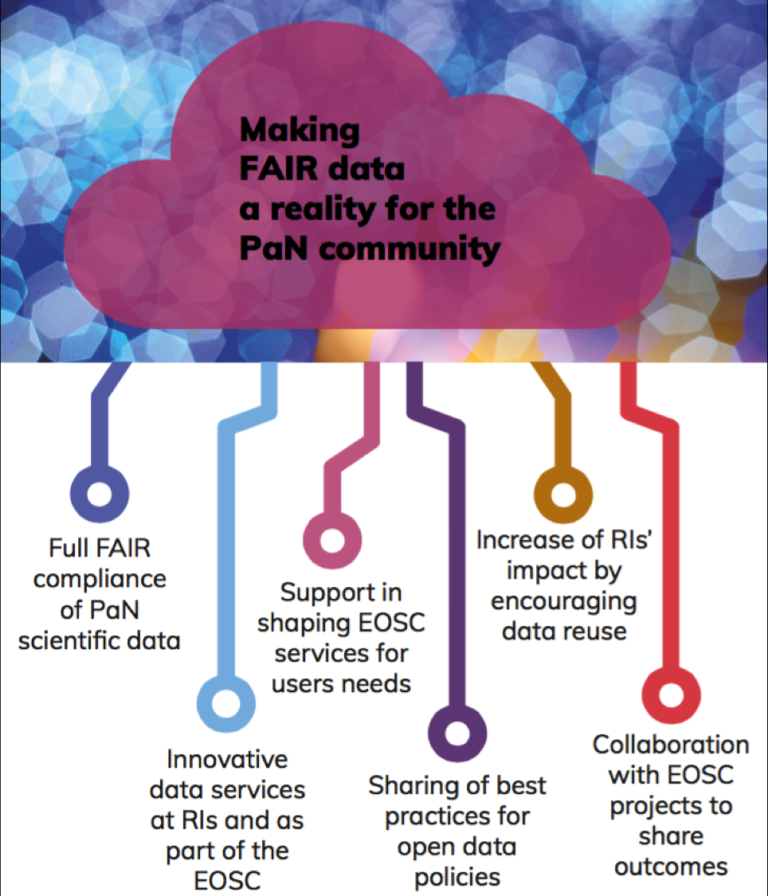 Making
FAIR data
a reality for the
PaN community
Full FAIR
compliance
of PaN
scientific data
Innovative
data services
at RIs and as
part of the
EOSC
Support in
shaping EOSC
services for
users needs
Sharing of best
practices for
open data
policies
Increase of RIs’
impact by
encouraging
data reuse
Collaboration
with EOSC
projects to
share
outcomes